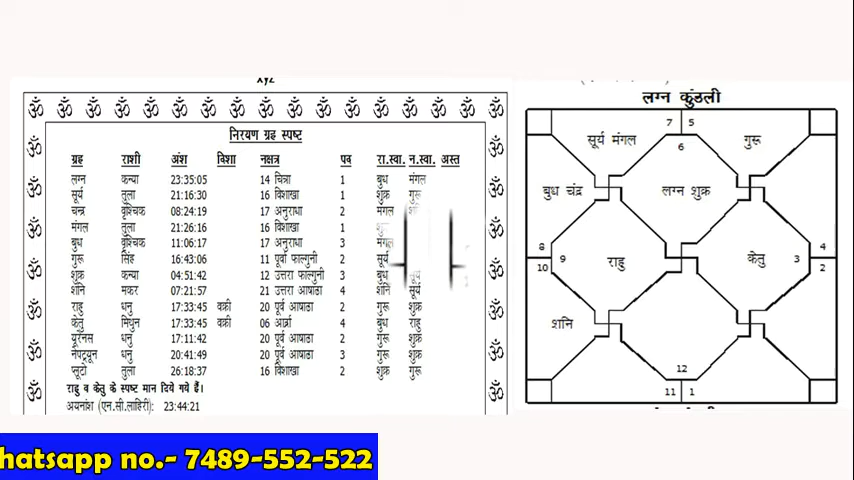 xyz
ॐ ॐ ॐ ॐ ॐ ॐ ॐ ॐ ॐ ॐ ॐ ॐ ॐ ॐ ॐ ॐ ॐ
निरयण ग्रह स्पष्ट
ग्रह राशी अंश विशा नक्षत्र पद रा.स्वा. न.स्वा. अस्त
लग्न कन्या 23:35:05 14 चित्रा 1 बुध मंगल
सूर्य तुला 21:16:30 16 विशाखा 1 शुक्र गुरू
चन्द्र वृश्चिक 08:24:19 17 अनुराधा 2 मंगल
मंगल तुला 21:26:16 16 विशाखा 1
बुध वृश्चिक 11:06:17 17 अनुराधा 3 मंगल
गुरू सिंह 16:43:06 11 पूर्वा फाल्गुनी 2 सूर्य
शुक्र कन्या 04:51:42 12 उत्तरा फाल्गुनी 3 बुध सूर्य
शनि मकर 07:21:57 21 उत्तरा आषाढा 4 शनि सूर्य
राहु धनु 17:33:45 वक्री 20 पूर्व आषाढा 2 गुरू शुक्र
केतु मिथुन 17:33:45 वक्री 06 आर्द्रा 4 बुध राहु
यूरेनस धनु 17:11:42 20 पूर्व आषाढा 2 गुरू शुक्र
नेपट्यून धनु 20:41:49 20 पूर्व आषाढा 3 गुरू शुक्र
प्लूटो तुला 26:18:37 16 विशाखा 2 शुक्र गुरू
राहु व केतु के स्पष्ट मान दिये गये हैं।
अयनांश (एन.सी.लाहिरी): 23:44:21
लग्न कुंडली
7 5
सूर्य मंगल 6 गुरू
बुध चंद्र लग्न शुक्र
8 4
9 राहु केतु 3
10 2
शनि
12
11 1
hatsapp no.- 7489-552-522